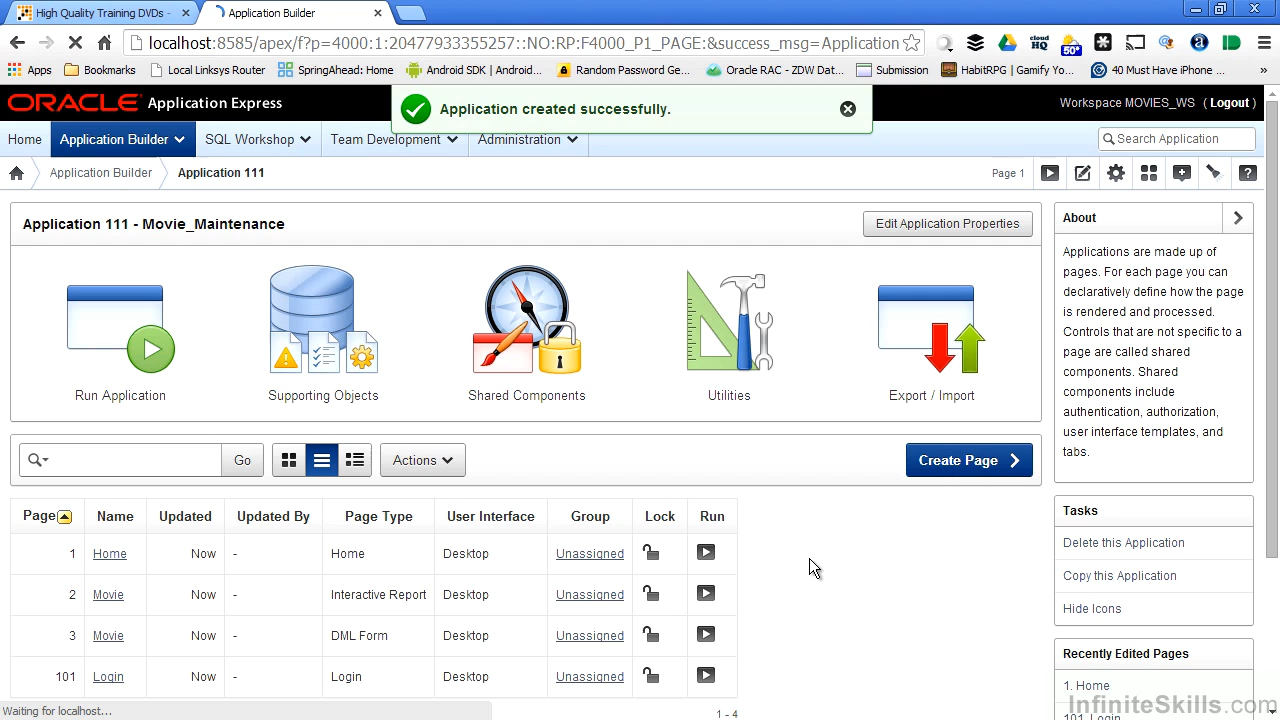 High Quality Training DVDs -
Application Builder
localhost:8585/apex/f?p=4000:1:20477933355257::NO:RP:F4000_P1_PAGE:&success_msg=Application
50°
cloud HQ
Apps
Bookmarks
Local Linksys Router
SpringAhead: Home
Android SDK | Android...
Random Password Ge...
Oracle RAC - ZDW Dat...
Submission
HabitRPG | Gamify Yo...
40 Must Have iPhone ...
»
ORACLE Application Express
Application created successfully.
Workspace MOVIES_WS ( Logout )
Home
Application Builder
SQL Workshop
Team Development
Administration
Search Application
Application Builder
Application 111
Page 1
Application 111 - Movie_Maintenance
Edit Application Properties
Run Application
Supporting Objects
Shared Components
Utilities
Export / Import
Go
Actions
Create Page
Page Name Updated Updated By Page Type User Interface Group Lock Run
1 Home Now - Home Desktop Unassigned
2 Movie Now - Interactive Report Desktop Unassigned
3 Movie Now - DML Form Desktop Unassigned
101 Login Now - Login Desktop Unassigned
1 - 4
About
Applications are made up of
pages. For each page you can
declaratively define how the page
is rendered and processed.
Controls that are not specific to a
page are called shared
components. Shared
components include
authentication, authorization,
user interface templates, and
tabs.
Tasks
Delete this Application
Copy this Application
Hide Icons
Recently Edited Pages
1. Home
101. Login
Waiting for localhost...
InfiniteSkills.com